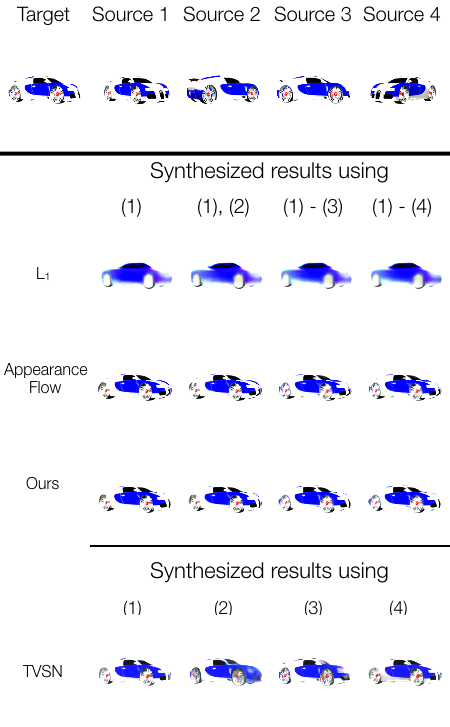 Target Source 1 Source 2 Source 3 Source 4
Synthesized results using
(1) (1), (2) (1) - (3) (1) - (4)
L₁
Appearance
Flow
Ours
Synthesized results using
(1) (2) (3) (4)
TVSN